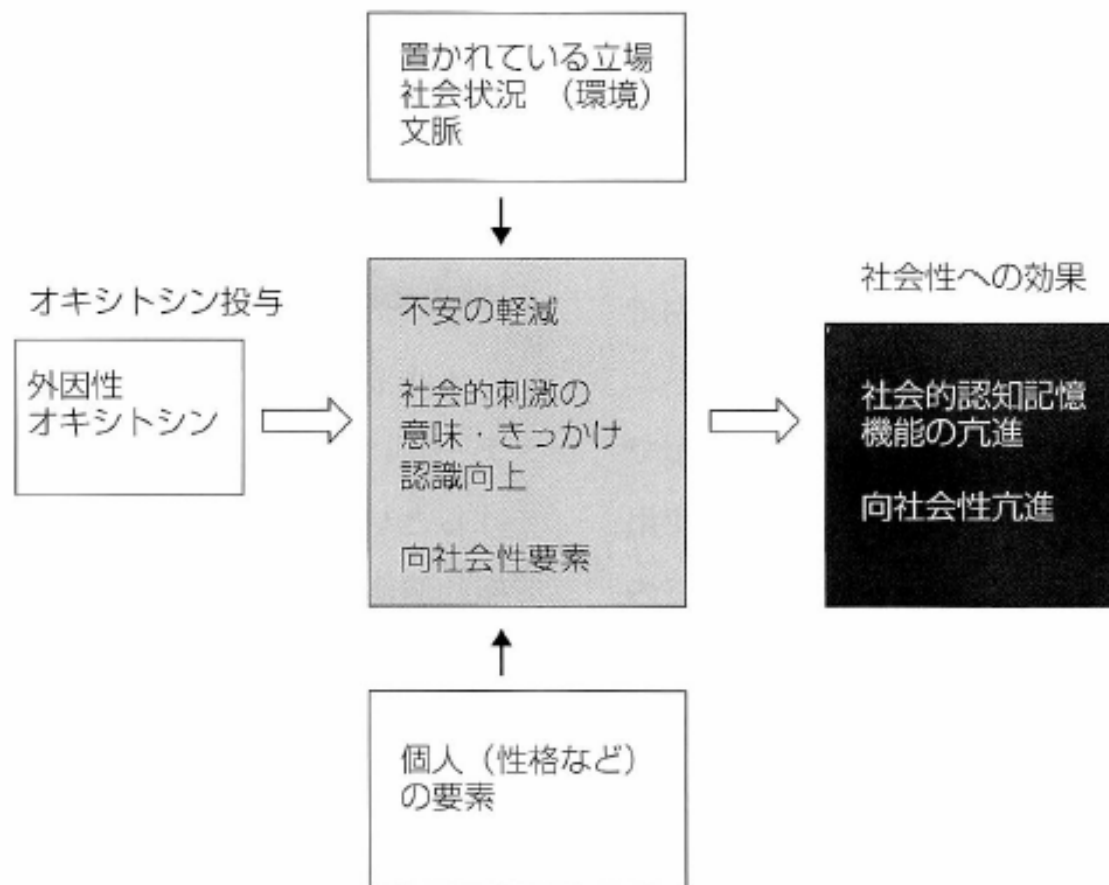 置かれている立場
社会状況 （環境）
文脈
オキシトシン投与
外因性
オキシトシン
不安の軽減
社会的刺激の
意味・きっかけ
認識向上
向社会性要素
社会性への効果
社会的認知記憶
機能の亢進
向社会性亢進
個人（性格など）
の要素